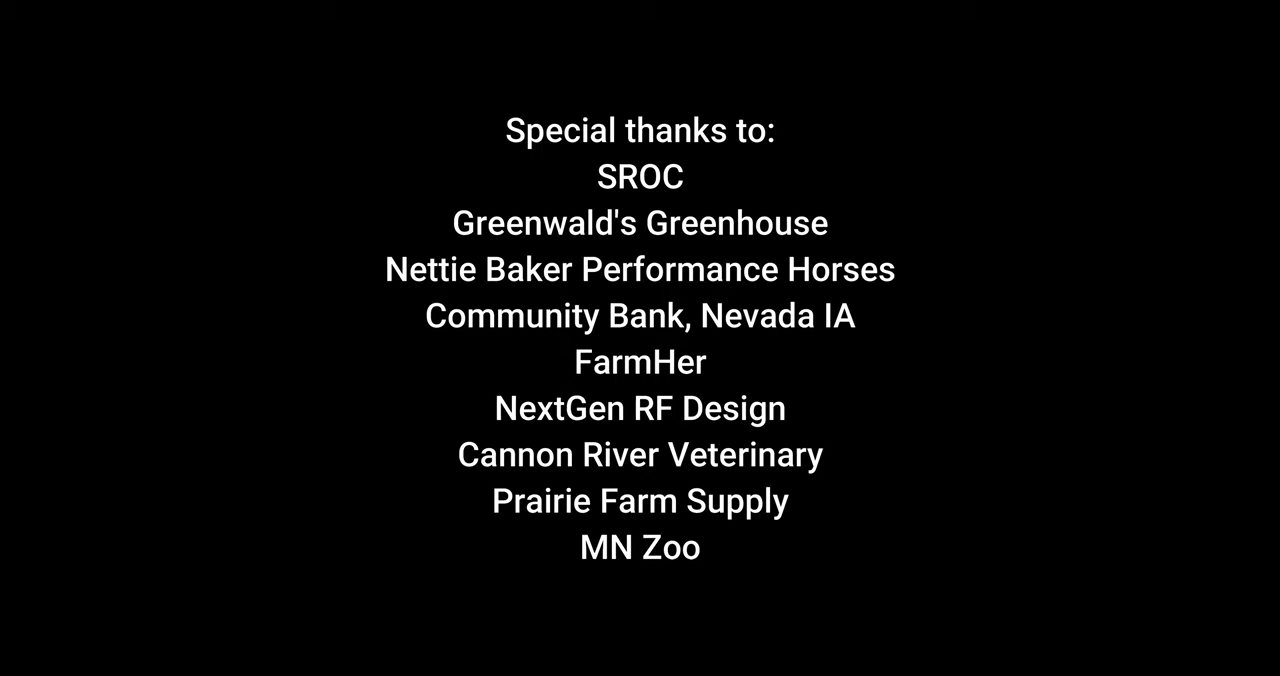 Special thanks to:
SROC
Greenwald's Greenhouse
Nettie Baker Performance Horses
Community Bank, Nevada IA
FarmHer
NextGen RF Design
Cannon River Veterinary
Prairie Farm Supply
MN Zoo